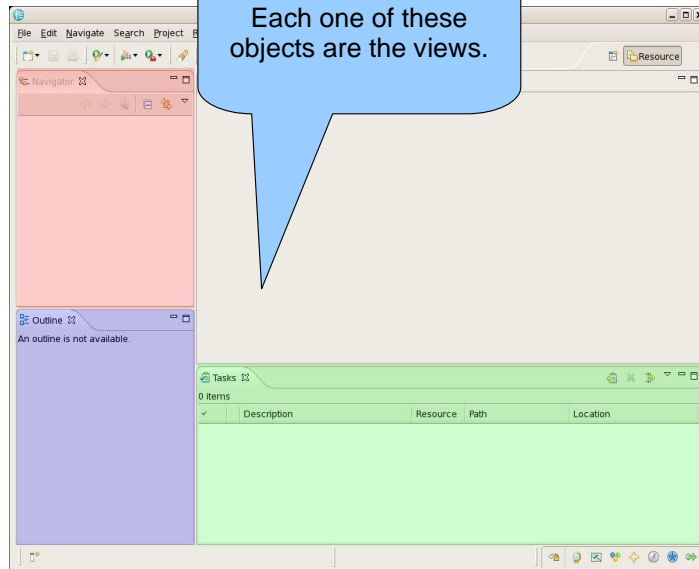 Each one of these
objects are the views.
File Edit Navigate Search Project
Resource
Navigator
Outline
An outline is not available.
Tasks
0 items
Description Resource Path Location